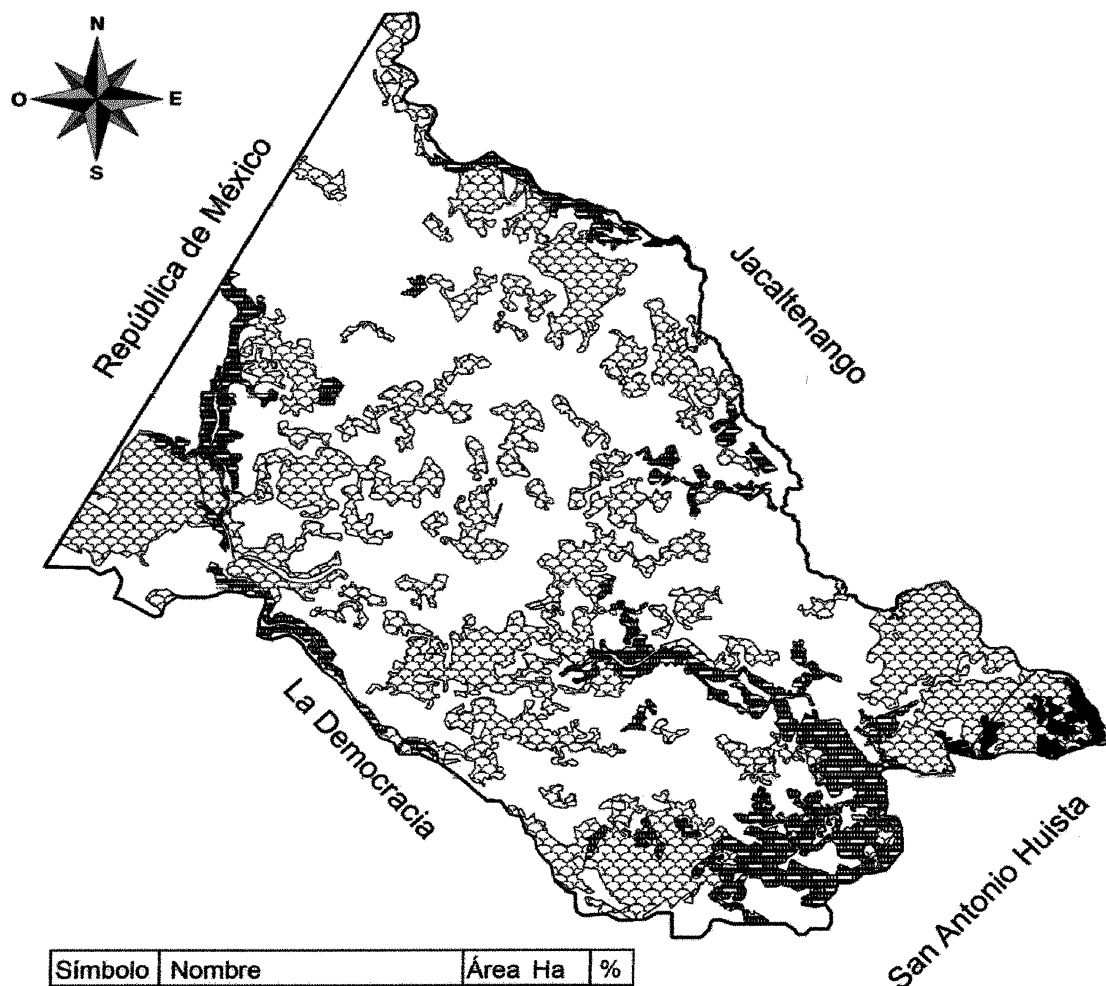 N
O E
S
República de México
Jacaltenango
La Democracia
San Antonio Huista
Símbolo Nombre Área Ha %